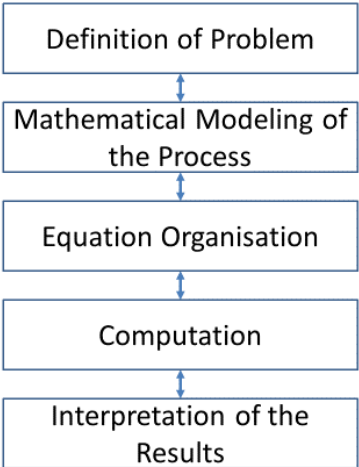 Definition of Problem
Mathematical Modeling of
the Process
Equation Organisation
Computation
Interpretation of the
Results